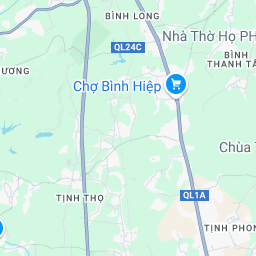 BÌNH LONG
Nhà Thờ Họ PH
QL24C
BÌNH
THANH TÂ
ƯƠNG
Chợ Bình Hiệp
Chùa T
QL1A
TỊNH THỌ
TỊNH PHON